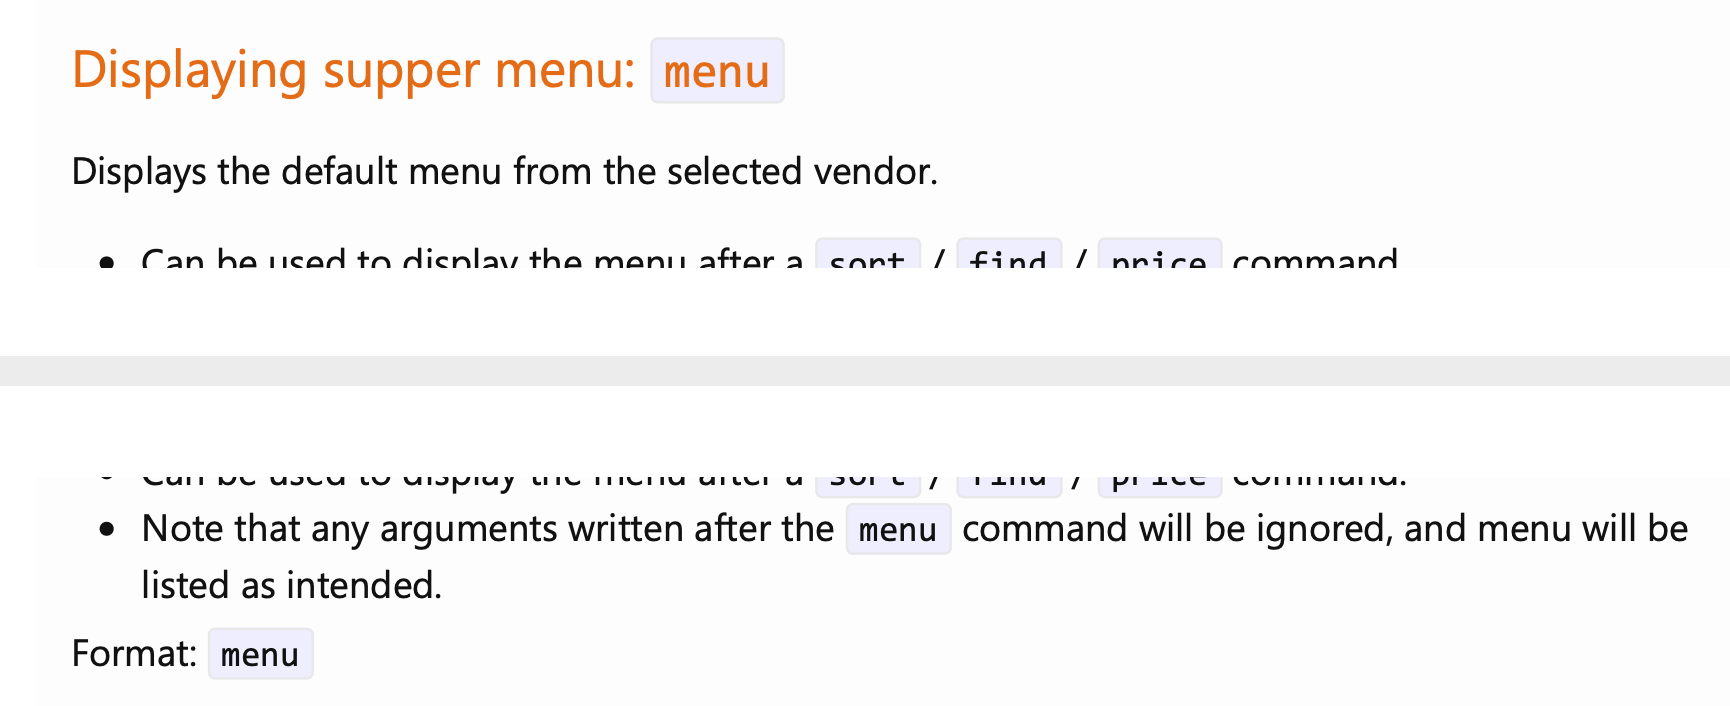 Displaying supper menu: menu
Displays the default menu from the selected vendor.
• Can be used to display the menu after a sort / find / price command
• Can be used to display the menu after a sort / find / price command.
• Note that any arguments written after the menu command will be ignored, and menu will be
listed as intended.
Format: menu